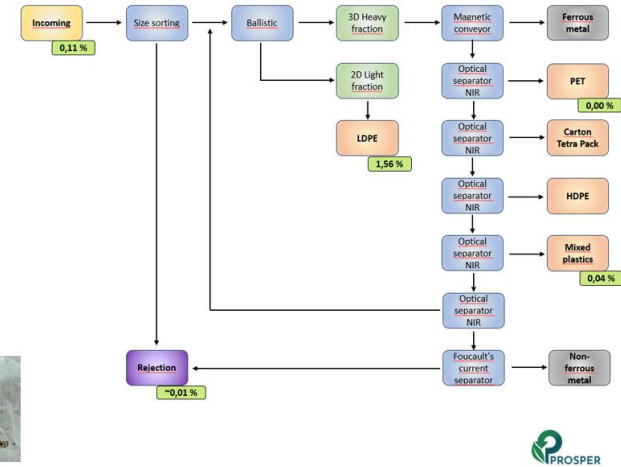 Incoming
0,11 %
Size sorting
Ballistic
3D Heavy
fraction
Magnetic
conveyor
Ferrous
metal
2D Light
fraction
Optical
separator
NIR
PET
0,00 %
LDPE
1,56 %
Optical
separator
NIR
Carton
Tetra Pack
Optical
separator
NIR
HDPE
Optical
separator
NIR
Mixed
plastics
0,04 %
Optical
separator
NIR
Rejection
~0,01 %
Foucault's
current
separator
Non-
ferrous
metal
PROSPER